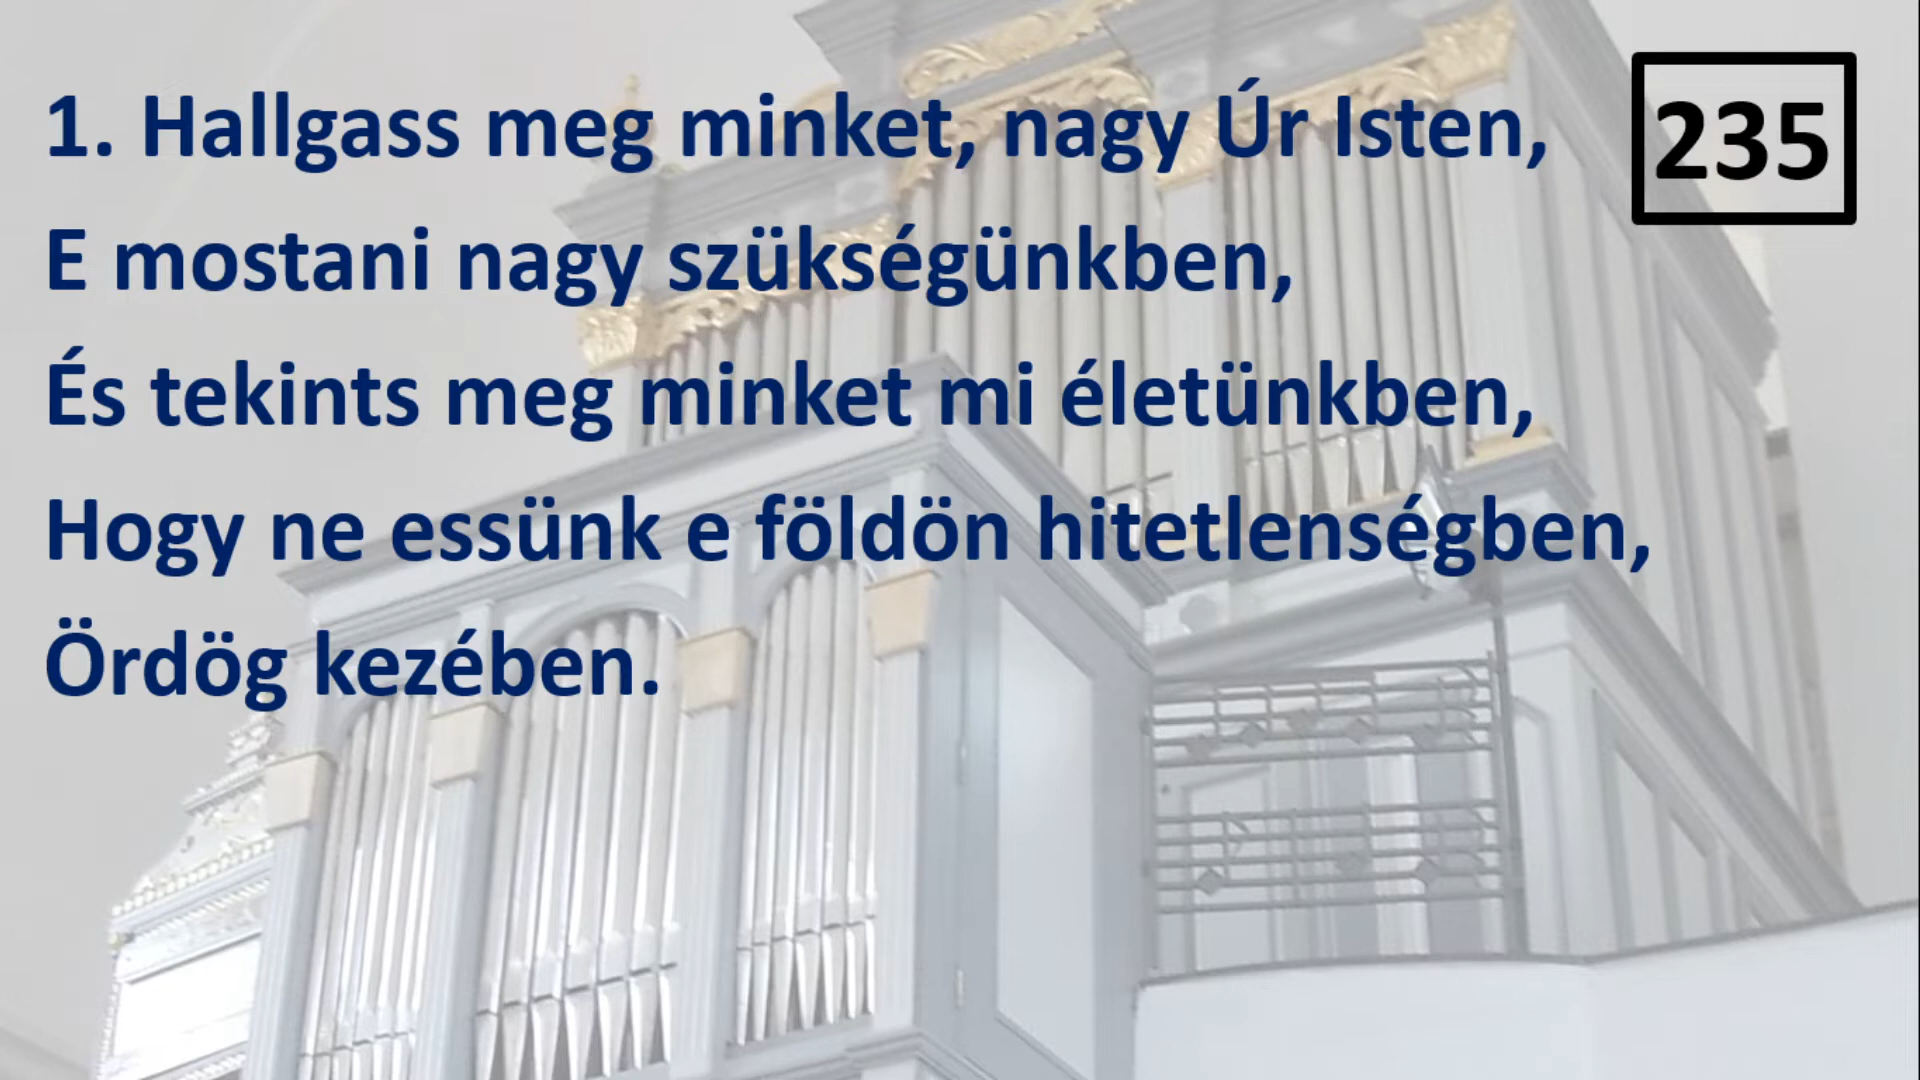 1. Hallgass meg minket, nagy Úr Isten,
235
E mostani nagy szükségünkben,
És tekints meg minket mi életünkben,
Hogy ne essünk e földön hitetlenségben,
Ördög kezében.